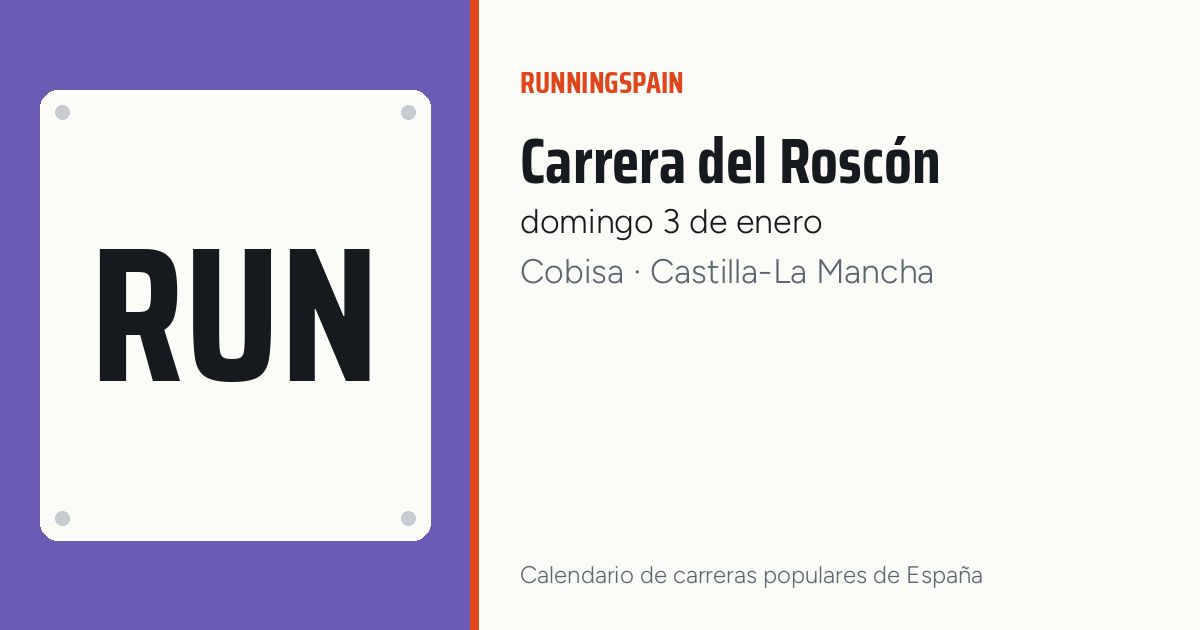 RUN
RUNNINGSPAIN
Carrera del Roscón
domingo 3 de enero
Cobisa · Castilla-La Mancha
Calendario de carreras populares de España